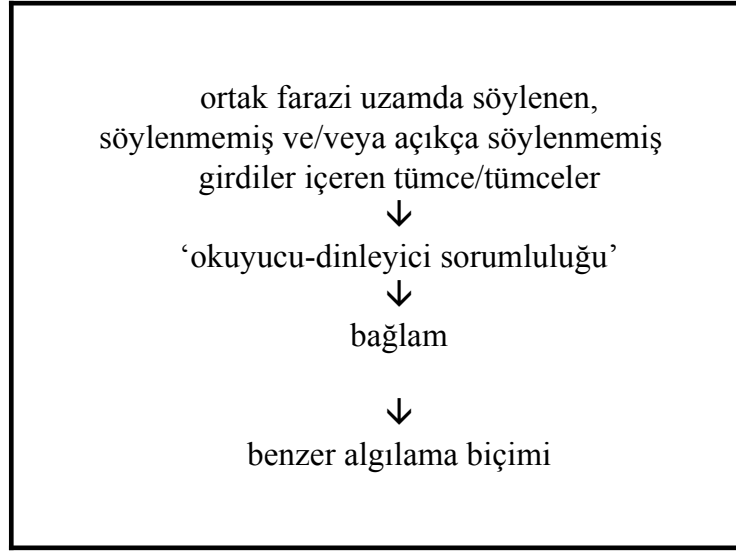 ortak farazi uzamda söylenen,
söylenmemiş ve/veya açıkça söylenmemiş
girdiler içeren tümce/tümceler
↓
‘okuyucu-dinleyici sorumluluğu’
↓
bağlam
↓
benzer algılama biçimi